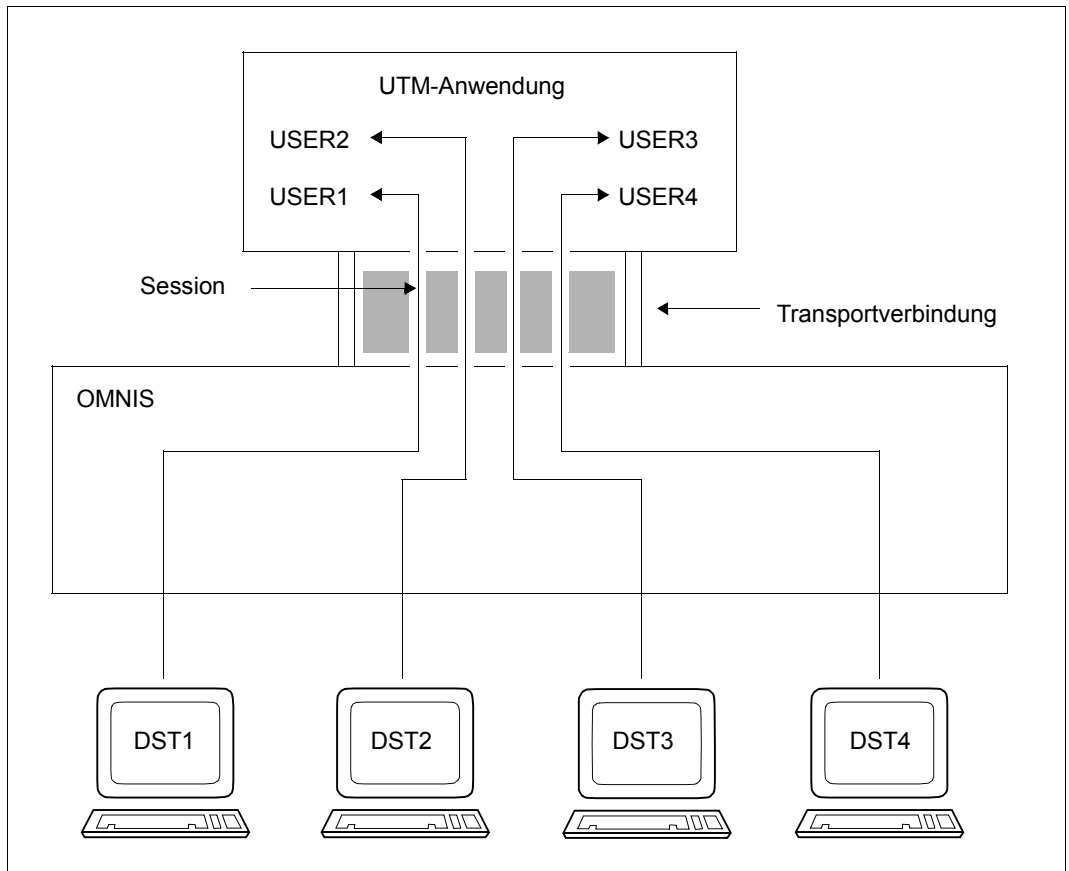 UTM-Anwendung
USER2
USER3
USER1
USER4
Session
Transportverbindung
OMNIS
DST1
DST2
DST3
DST4